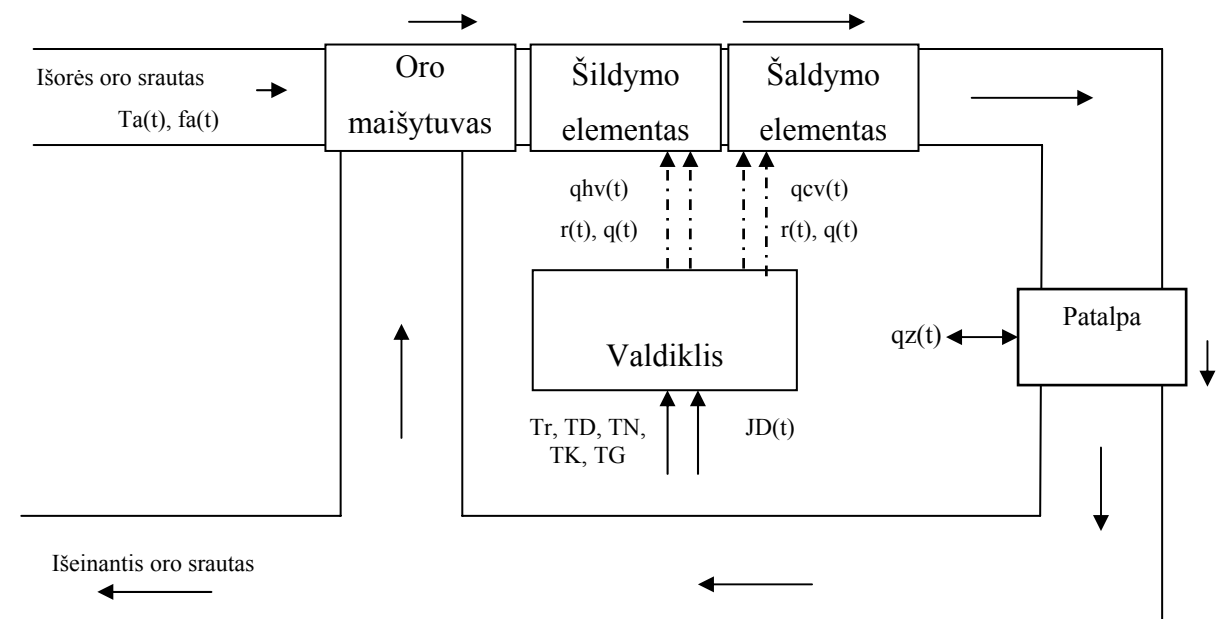 Išorės oro srautas
Ta(t), fa(t)
Oro
maišytuvas
Šildymo
elementas
Šaldymo
elementas
qhv(t)
r(t), q(t)
qcv(t)
r(t), q(t)
Valdiklis
Tr, TD, TN,
TK, TG
JD(t)
qz(t)
Patalpa
Išeinantis oro srautas